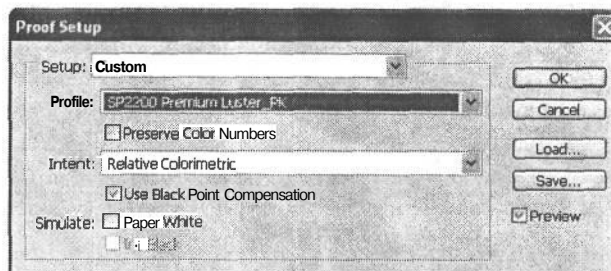 Proof Setup
Setup: Custom
Profile: SP2200 Premium Luster_PK
Preserve Color Numbers
Intent: Relative Colorimetric
Use Black Point Compensation
Simulate: Paper White
OK
Cancel
Load...
Save...
Preview